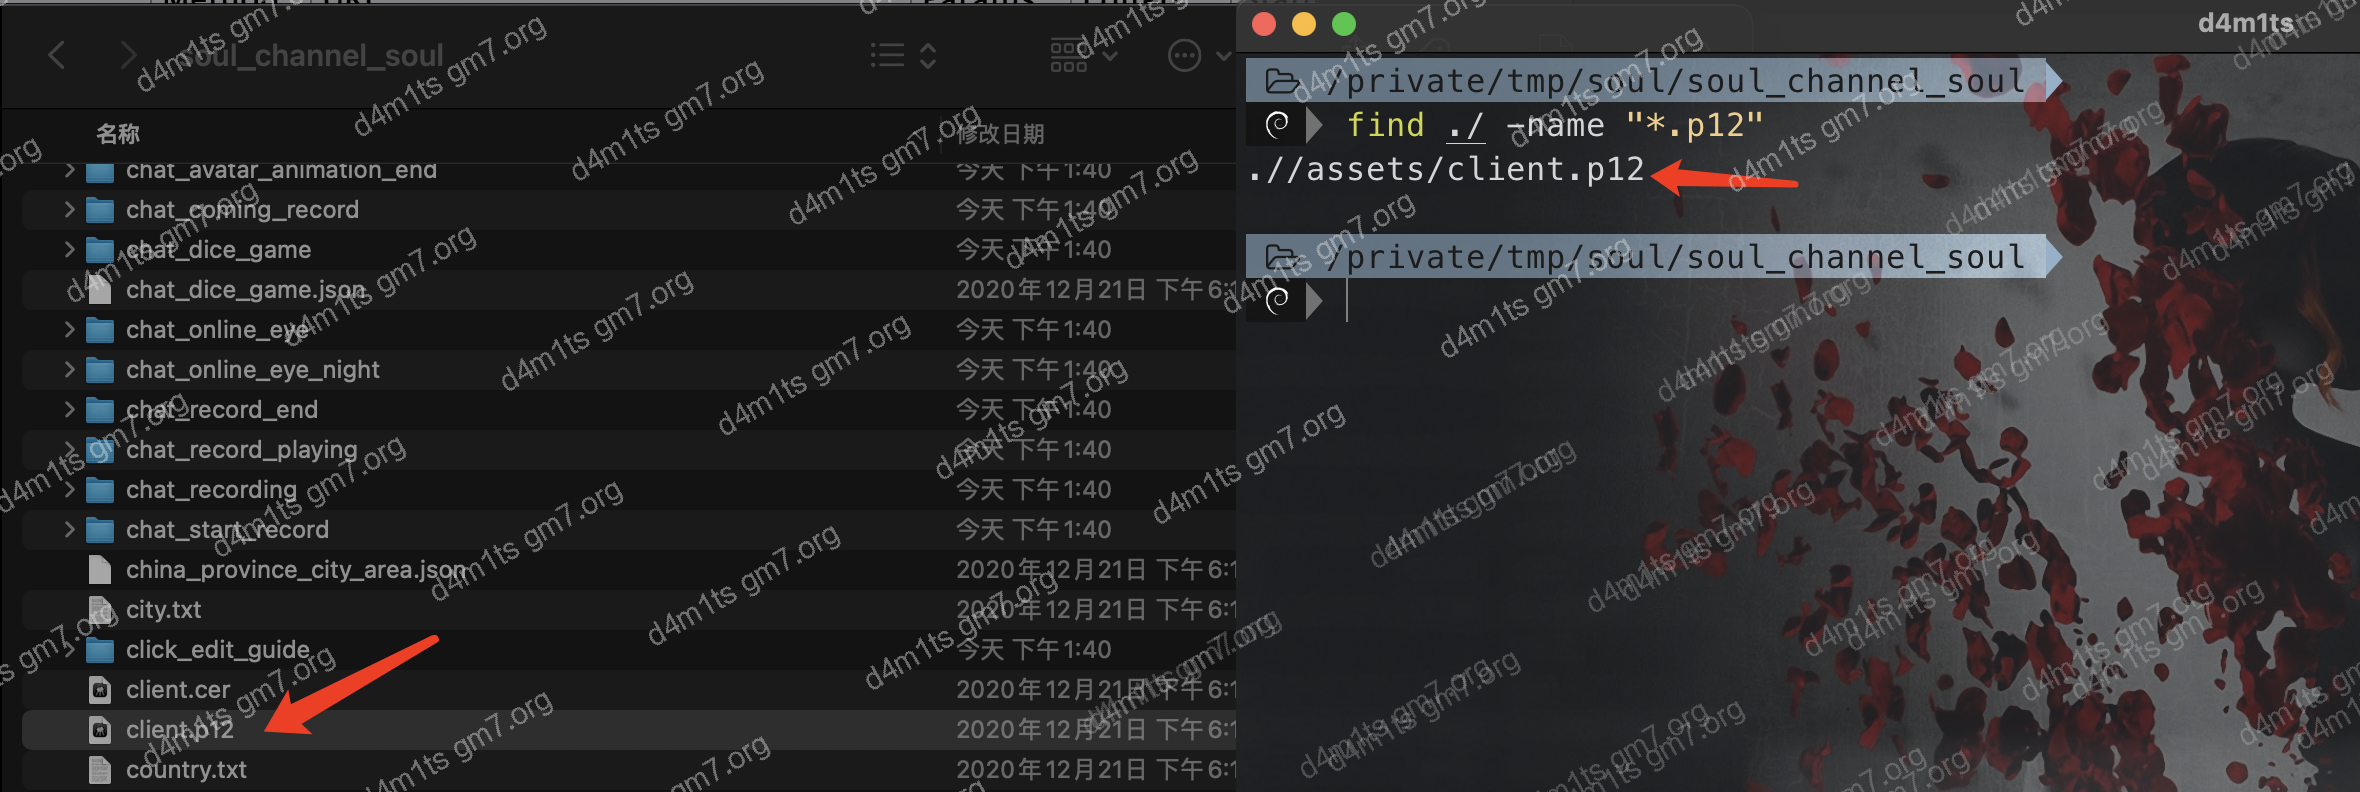 soul_channel_soul
名称
修改日期
chat_avatar_animation_end
今天 下午1:40
chat_coming_record
今天 下午1:40
chat_dice_game
今天 下午1:40
chat_dice_game.json
2020年12月21日 下午6:1
chat_online_eye
今天 下午1:40
chat_online_eye_night
今天 下午1:40
chat_record_end
今天 下午1:40
chat_record_playing
今天 下午1:40
chat_recording
今天 下午1:40
chat_start_record
今天 下午1:40
china_province_city_area.json
2020年12月21日 下午6:1
city.txt
2020年12月21日 下午6:1
click_edit_guide
今天 下午1:40
client.cer
2020年12月21日 下午6:1
client.p12
2020年12月21日 下午6:1
country.txt
2020年12月21日 下午6:1
d4m1ts
/private/tmp/soul/soul_channel_soul
find ./ -name "*.p12"
.//assets/client.p12
/private/tmp/soul/soul_channel_soul
d4m1ts gm7.org